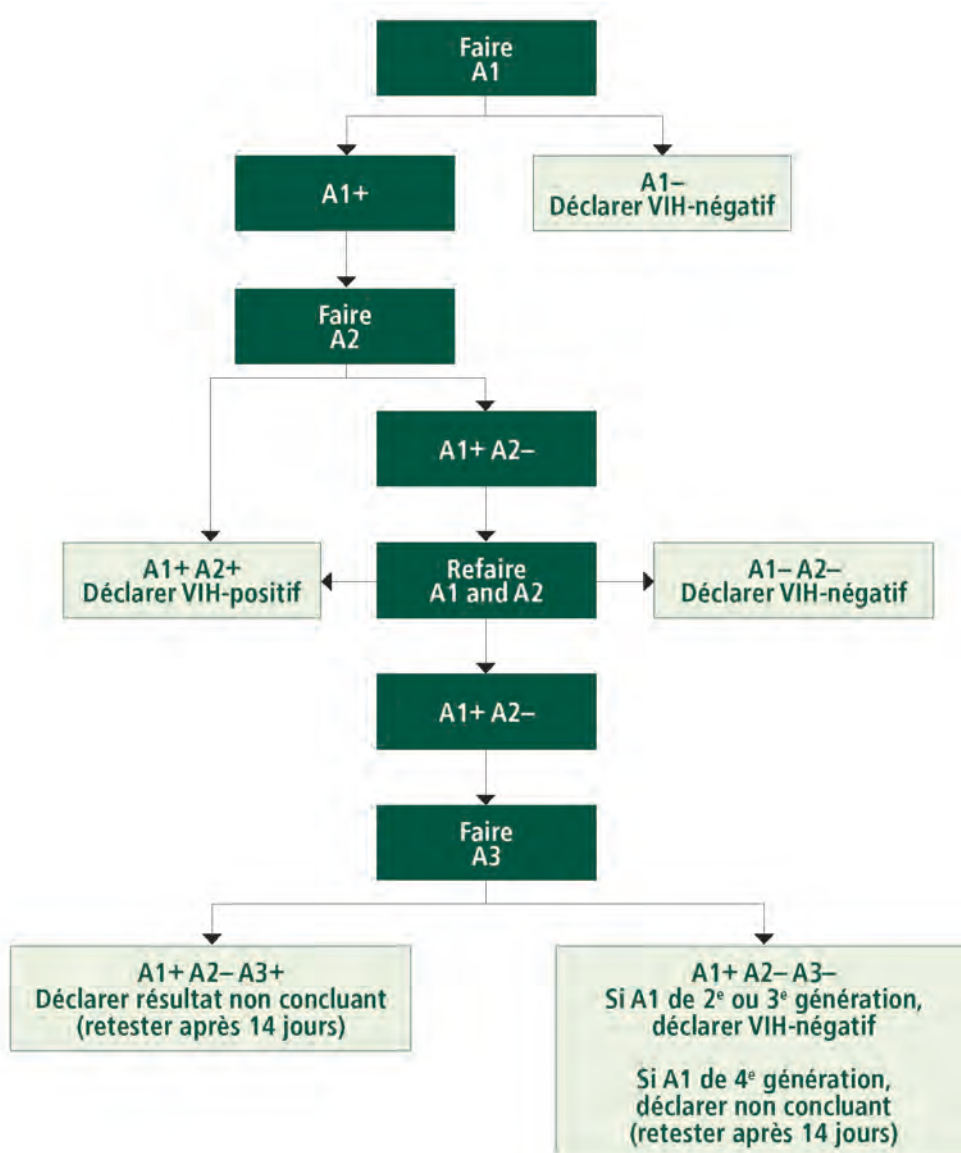 Faire
A1
A1+
A1–
Déclarer VIH-négatif
Faire
A2
A1+ A2–
A1+ A2+
Déclarer VIH-positif
Refaire
A1 and A2
A1– A2–
Déclarer VIH-négatif
A1+ A2–
Faire
A3
A1+ A2– A3+
Déclarer résultat non concluant
(retester après 14 jours)
A1+ A2– A3–
Si A1 de 2e ou 3e génération,
déclarer VIH-négatif
Si A1 de 4e génération,
déclarer non concluant
(retester après 14 jours)